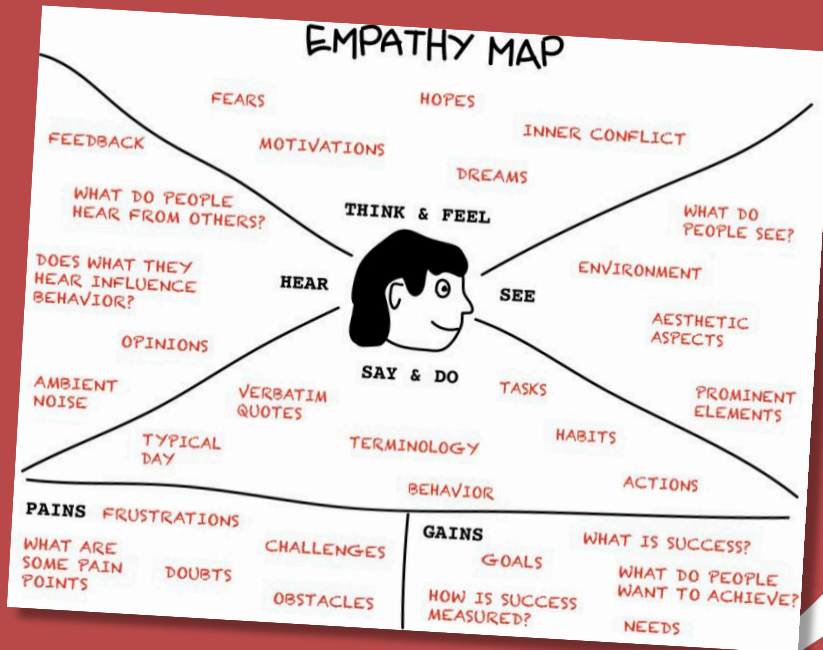 EMPATHY MAP
FEARS
HOPES
MOTIVATIONS
INNER CONFLICT
DREAMS
THINK & FEEL
FEEDBACK
WHAT DO PEOPLE
HEAR FROM OTHERS?
HEAR
DOES WHAT THEY
HEAR INFLUENCE
BEHAVIOR?
OPINIONS
AMBIENT
NOISE
WHAT DO
PEOPLE SEE?
ENVIRONMENT
SEE
AESTHETIC
ASPECTS
PROMINENT
ELEMENTS
SAY & DO
TASKS
VERBATIM
QUOTES
HABITS
TYPICAL
DAY
TERMINOLOGY
BEHAVIOR
ACTIONS
PAINS
FRUSTRATIONS
WHAT ARE
SOME PAIN
POINTS
CHALLENGES
DOUBTS
OBSTACLES
GAINS
WHAT IS SUCCESS?
GOALS
WHAT DO PEOPLE
WANT TO ACHIEVE?
HOW IS SUCCESS
MEASURED?
NEEDS